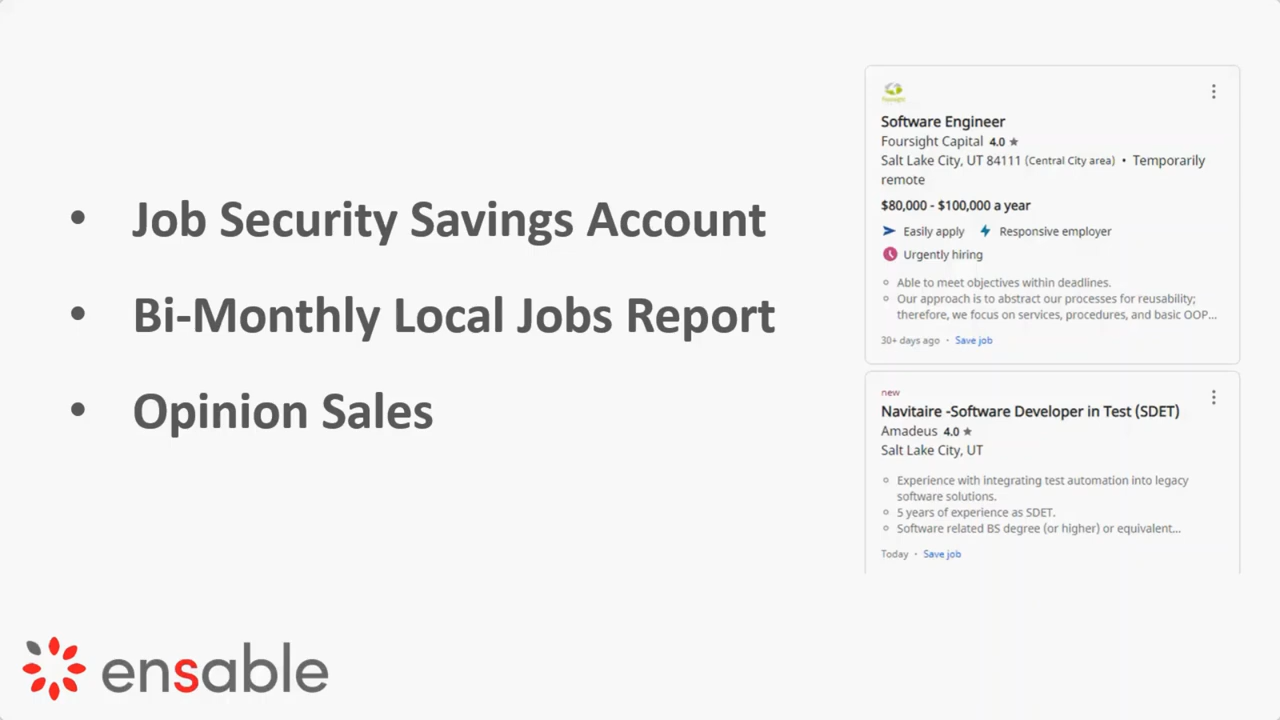 • Job Security Savings Account
• Bi-Monthly Local Jobs Report
• Opinion Sales
Software Engineer
Foursight Capital 4.0 ★
Salt Lake City, UT 84111 (Central City area) • Temporarily
remote
$80,000 - $100,000 a year
Easily apply Responsive employer
Urgently hiring
Able to meet objectives within deadlines.
Our approach is to abstract our processes for reusability;
therefore, we focus on services, procedures, and basic OOP...
30+ days ago · Save job
new
Navitaire -Software Developer in Test (SDET)
Amadeus 4.0 ★
Salt Lake City, UT
Experience with integrating test automation into legacy
software solutions.
5 years of experience as SDET.
Software related BS degree (or higher) or equivalent...
Today · Save job
ensable